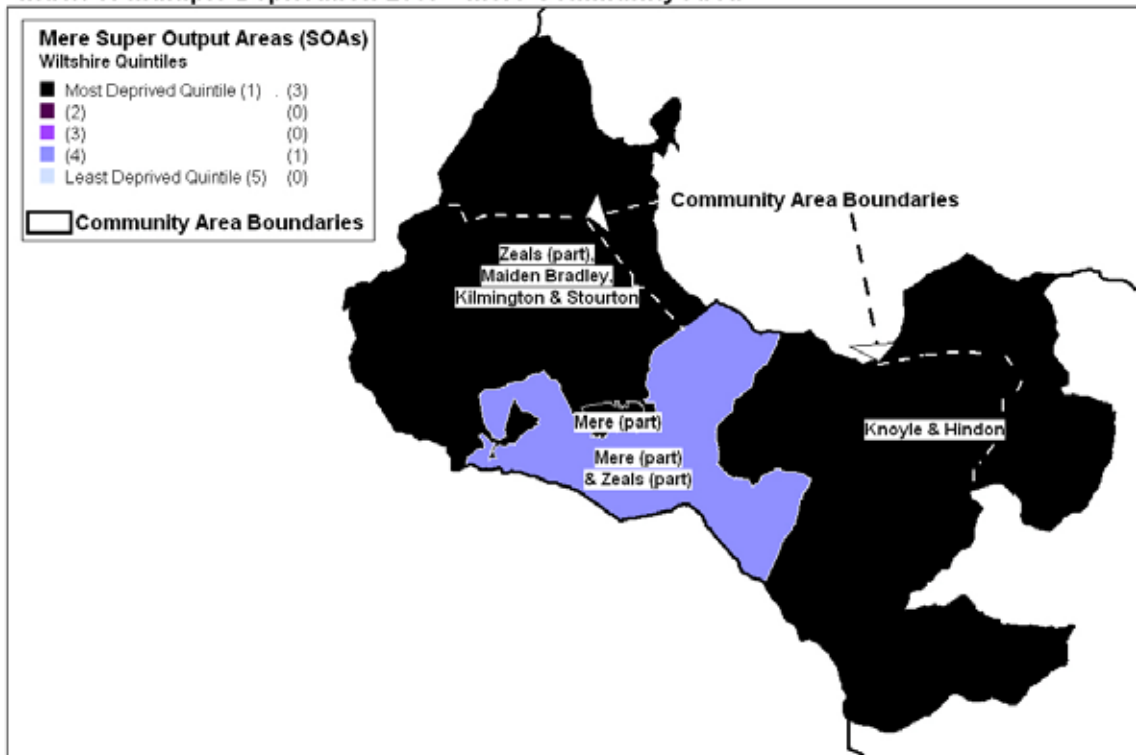 Mere Super Output Areas (SOAs)
Wiltshire Quintiles
Most Deprived Quintile (1) . (3)
(2) (0)
(3) (0)
(4) (1)
Least Deprived Quintile (5) (0)
Community Area Boundaries
Community Area Boundaries
Zeals (part),
Maiden Bradley,
Kilmington & Stourton
Mere (part)
Mere (part)
& Zeals (part)
Knoyle & Hindon